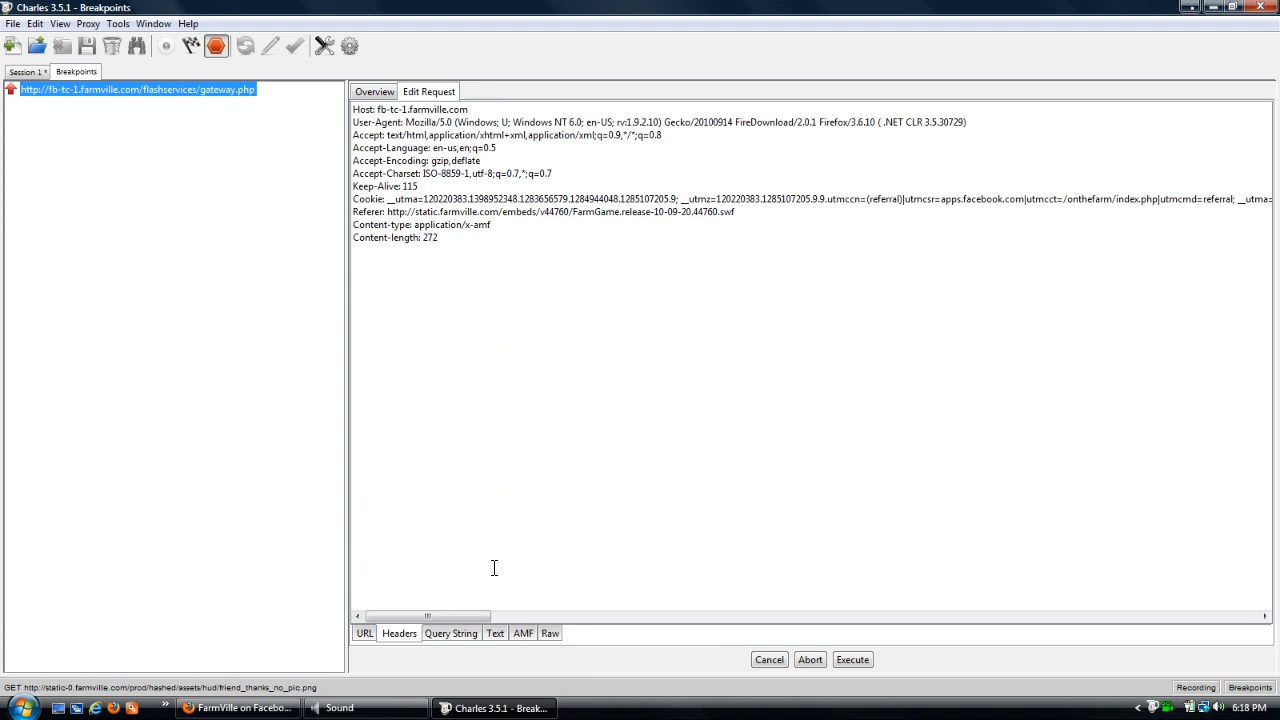 Charles 3.5.1 - Breakpoints
File Edit View Proxy Tools Window Help
Session 1 * Breakpoints
http://fb-tc-1.farmville.com/flashservices/gateway.php
Overview Edit Request
Host: fb-tc-1.farmville.com
User-Agent: Mozilla/5.0 (Windows; U; Windows NT 6.0; en-US; rv:1.9.2.10) Gecko/20100914 FireDownload/2.0.1 Firefox/3.6.10 ( .NET CLR 3.5.30729)
Accept: text/html,application/xhtml+xml,application/xml;q=0.9,*/*;q=0.8
Accept-Language: en-us,en;q=0.5
Accept-Encoding: gzip,deflate
Accept-Charset: ISO-8859-1,utf-8;q=0.7,*;q=0.7
Keep-Alive: 115
Cookie: __utma=120220383.1398952348.1283656579.1284944048.1285107205.9; __utmz=120220383.1285107205.9.9.utmccn=(referral)|utmcsr=apps.facebook.com|utmcct=/onthefarm/index.php|utmcmd=referral; __utma=
Referer: http://static.farmville.com/embeds/v44760/FarmGame.release-10-09-20.44760.swf
Content-type: application/x-amf
Content-length: 272
URL Headers Query String Text AMF Raw
Cancel Abort Execute
GET http://static-0.farmville.com/prod/hashed/assets/hud/friend_thanks_no_pic.png
Recording Breakpoints
FarmVille on Facebo... Sound Charles 3.5.1 - Break... 6:18 PM